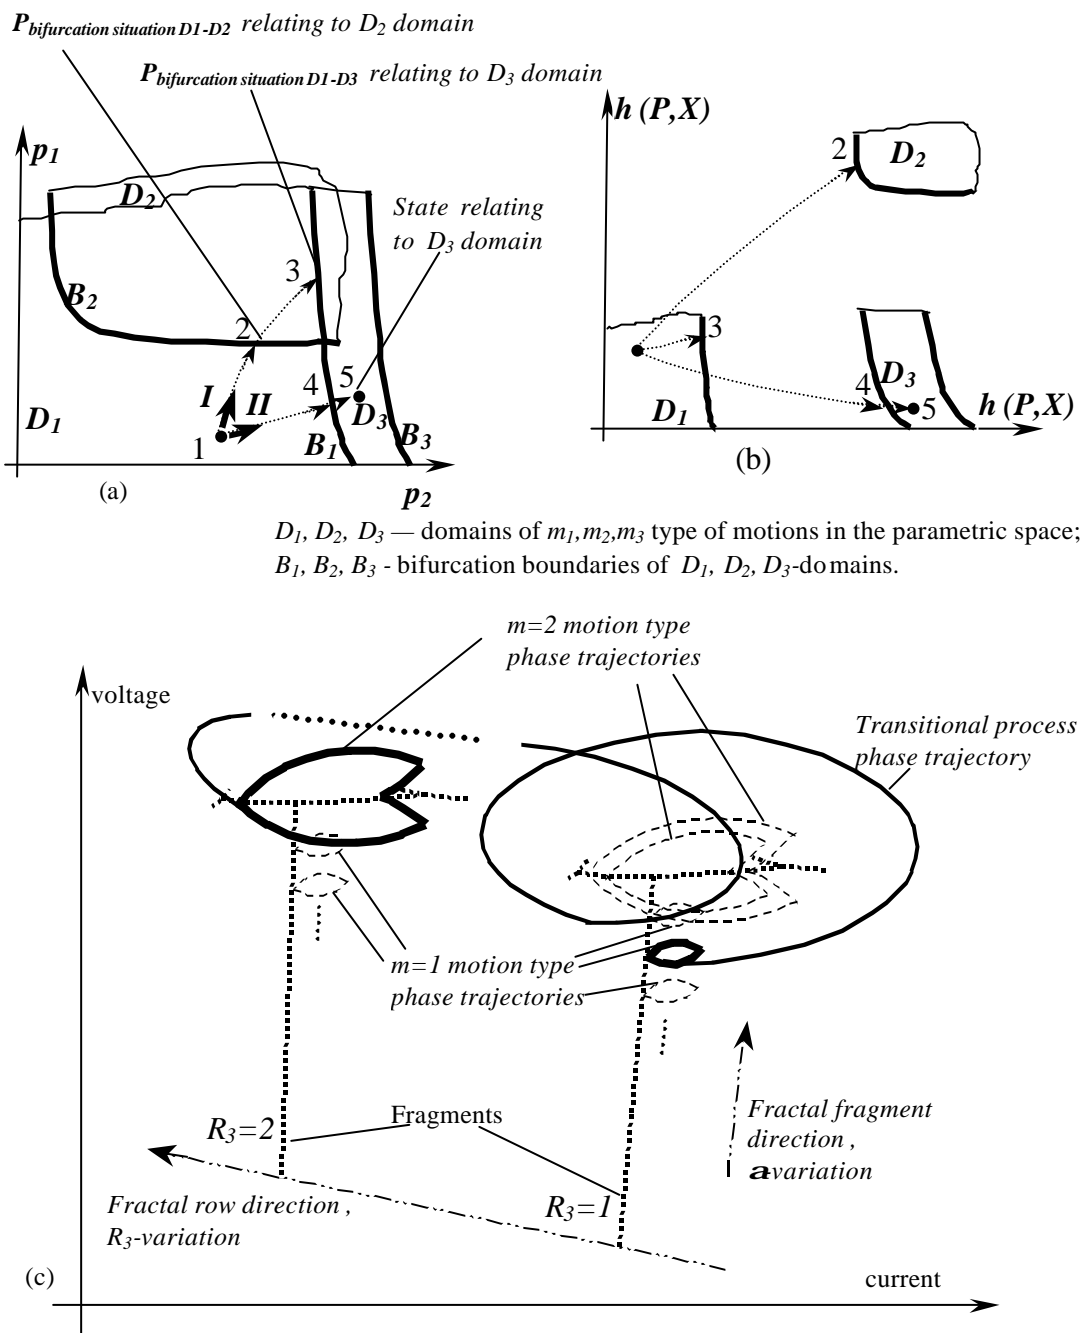 P bifurcation situation D1-D2 relating to D2 domain
P bifurcation situation D1-D3 relating to D3 domain
p1
D2
State relating
to D3 domain
3
B2
2
I
II
4
5
D1
D3
1
B1
B3
(a)
p2
h (P,X)
2
D2
3
D3
4
5
D1
h (P,X)
(b)
D1, D2, D3 — domains of m1,m2,m3 type of motions in the parametric space;
B1, B2, B3 - bifurcation boundaries of D1, D2, D3-domains.
m=2 motion type
phase trajectories
voltage
Transitional process
phase trajectory
m=1 motion type
phase trajectories
Fragments
R3=2
Fractal fragment
direction ,
a-variation
R3=1
Fractal row direction ,
R3-variation
(c)
current